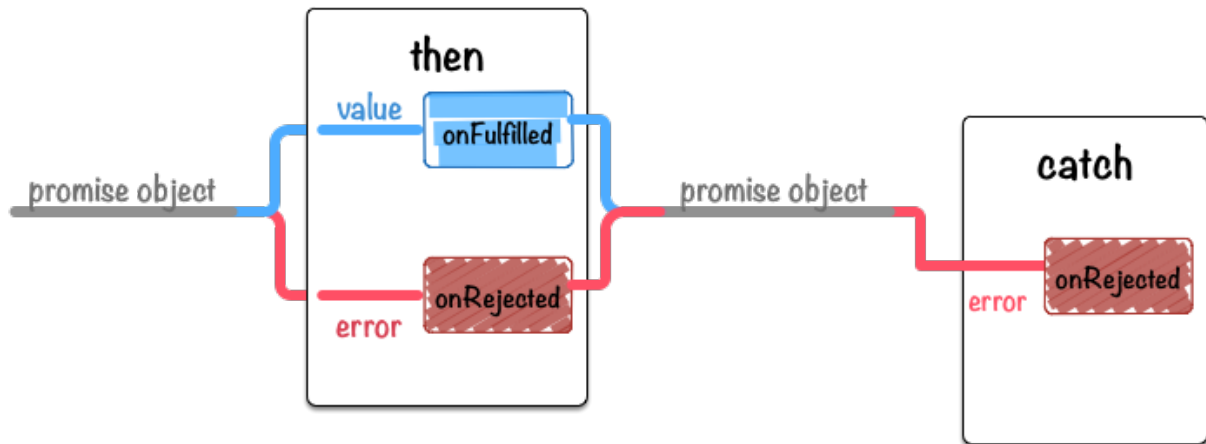 then
value
onFulfilled
promise object
onRejected
error
promise object
catch
onRejected
error